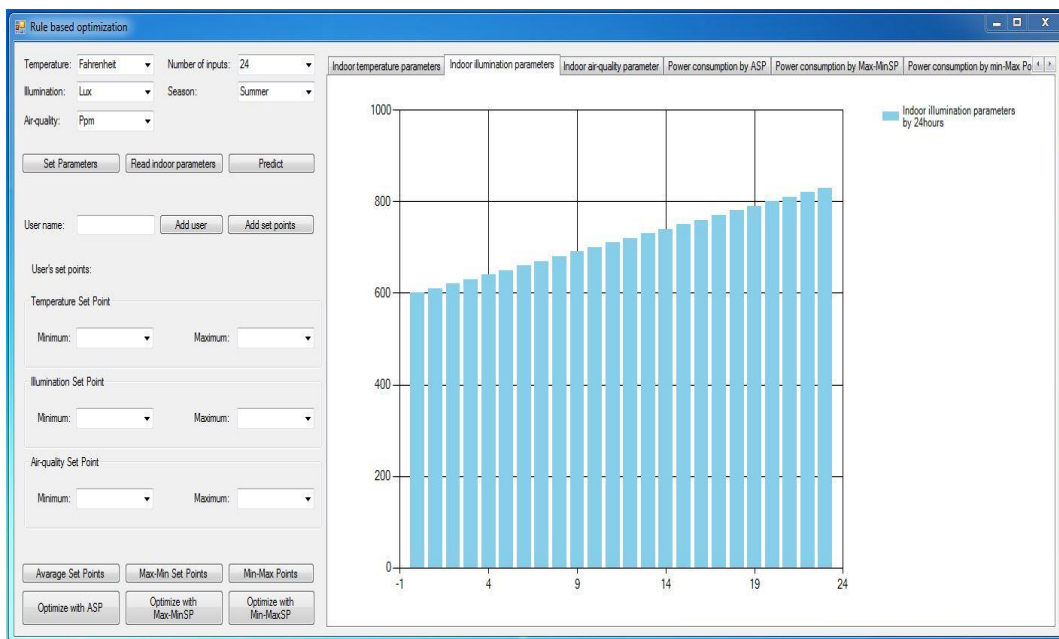 Rule based optimization
Temperature: Fahrenheit Number of inputs: 24
Illumination: Lux Season: Summer
Air-quality: Ppm
Set Parameters Read indoor parameters Predict
User name: Add user Add set points
User's set points:
Temperature Set Point
Minimum: Maximum:
Illumination Set Point
Minimum: Maximum:
Air-quality Set Point
Minimum: Maximum:
Avarage Set Points Max-Min Set Points Min-Max Points
Optimize with ASP Optimize with Max-MinSP Optimize with Min-MaxSP
Indoor temperature parameters Indoor illumination parameters Indoor air-quality parameter Power consumption by ASP Power consumption by Max-MinSP Power consumption by min-Max Po
1000
800
600
400
200
0
-1 4 9 14 19 24
Indoor illumination parameters
by 24hours